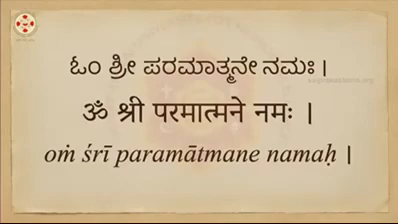 ಓಂ ಶ್ರೀ ಪರಮಾತ್ಮನೇ ನಮಃ |
ॐ श्री परमात्मने नमः |
oṁ śrī paramātmane namaḥ |